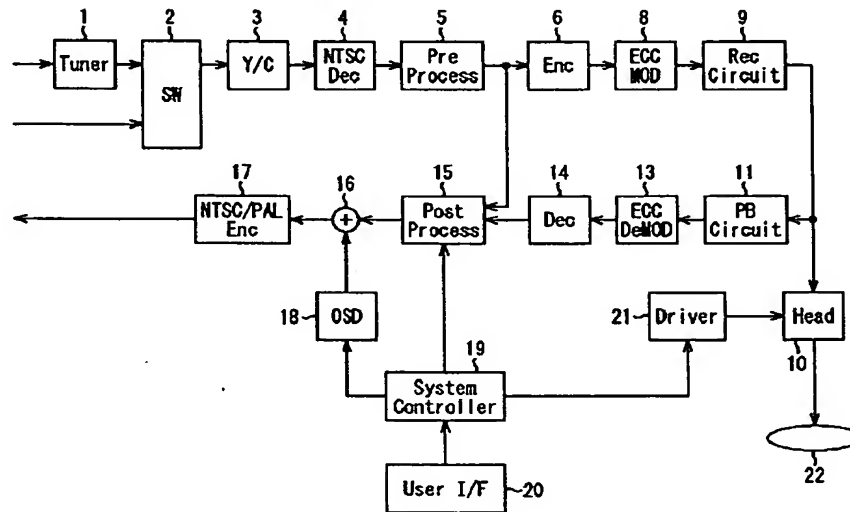 1 2 3 4 5 6 8 9
Tuner
SW
Y/C
NTSC
Dec
Pre
Process
Enc
ECC
MOD
Rec
Circuit
17 16 15 14 13 11
NTSC/PAL
Enc
+
Post
Process
Dec
ECC
DeMOD
PB
Circuit
18 OSD
21 Driver
Head
10
19
System
Controller
22
User I/F 20